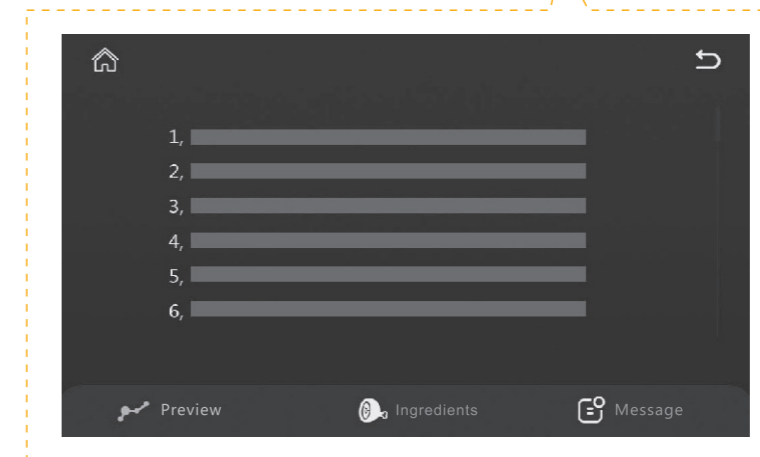 1,
2,
3,
4,
5,
6,
Preview
Ingredients
Message